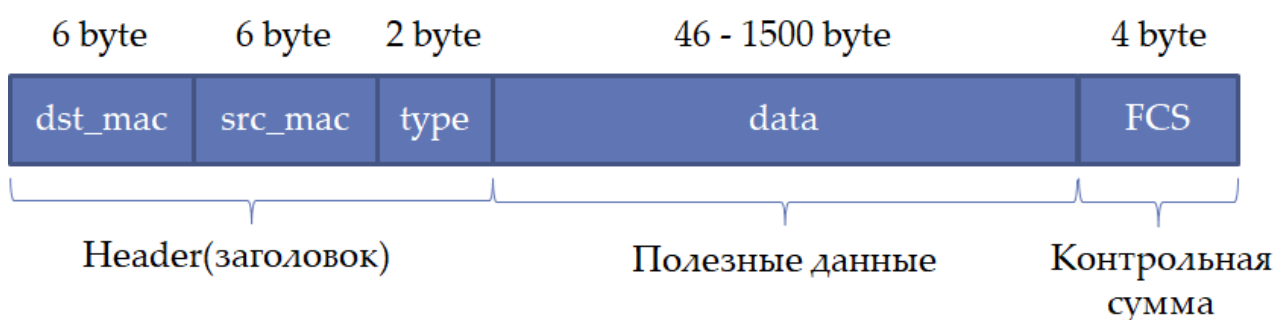 6 byte 6 byte 2 byte 46 - 1500 byte 4 byte
dst_mac src_mac type data FCS
Header(заголовок) Полезные данные Контрольная
сумма